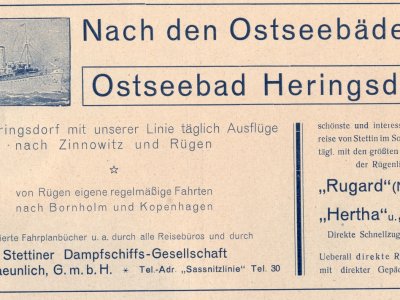 Nach den Ostseebäde
Ostseebad Heringsd
ringsdorf mit unserer Linie täglich Ausflüge
nach Zinnowitz und Rügen
von Rügen eigene regelmäßige Fahrten
nach Bornholm und Kopenhagen
ierte Fahrplanbücher u. a. durch alle Reisebüros und durch
Stettiner Dampfschiffs-Gesellschaft
aeunlich, G. m. b. H. * Tel.-Adr. „Sassnitzlinie" Tel. 30
schönste und interess
reise von Stettin im So
tägl. mit den größten
der Rügenli
„Rugard"(
„Hertha"u.
Direkte Schnellzug
Ueberall direkte R
mit direkter Gepäc